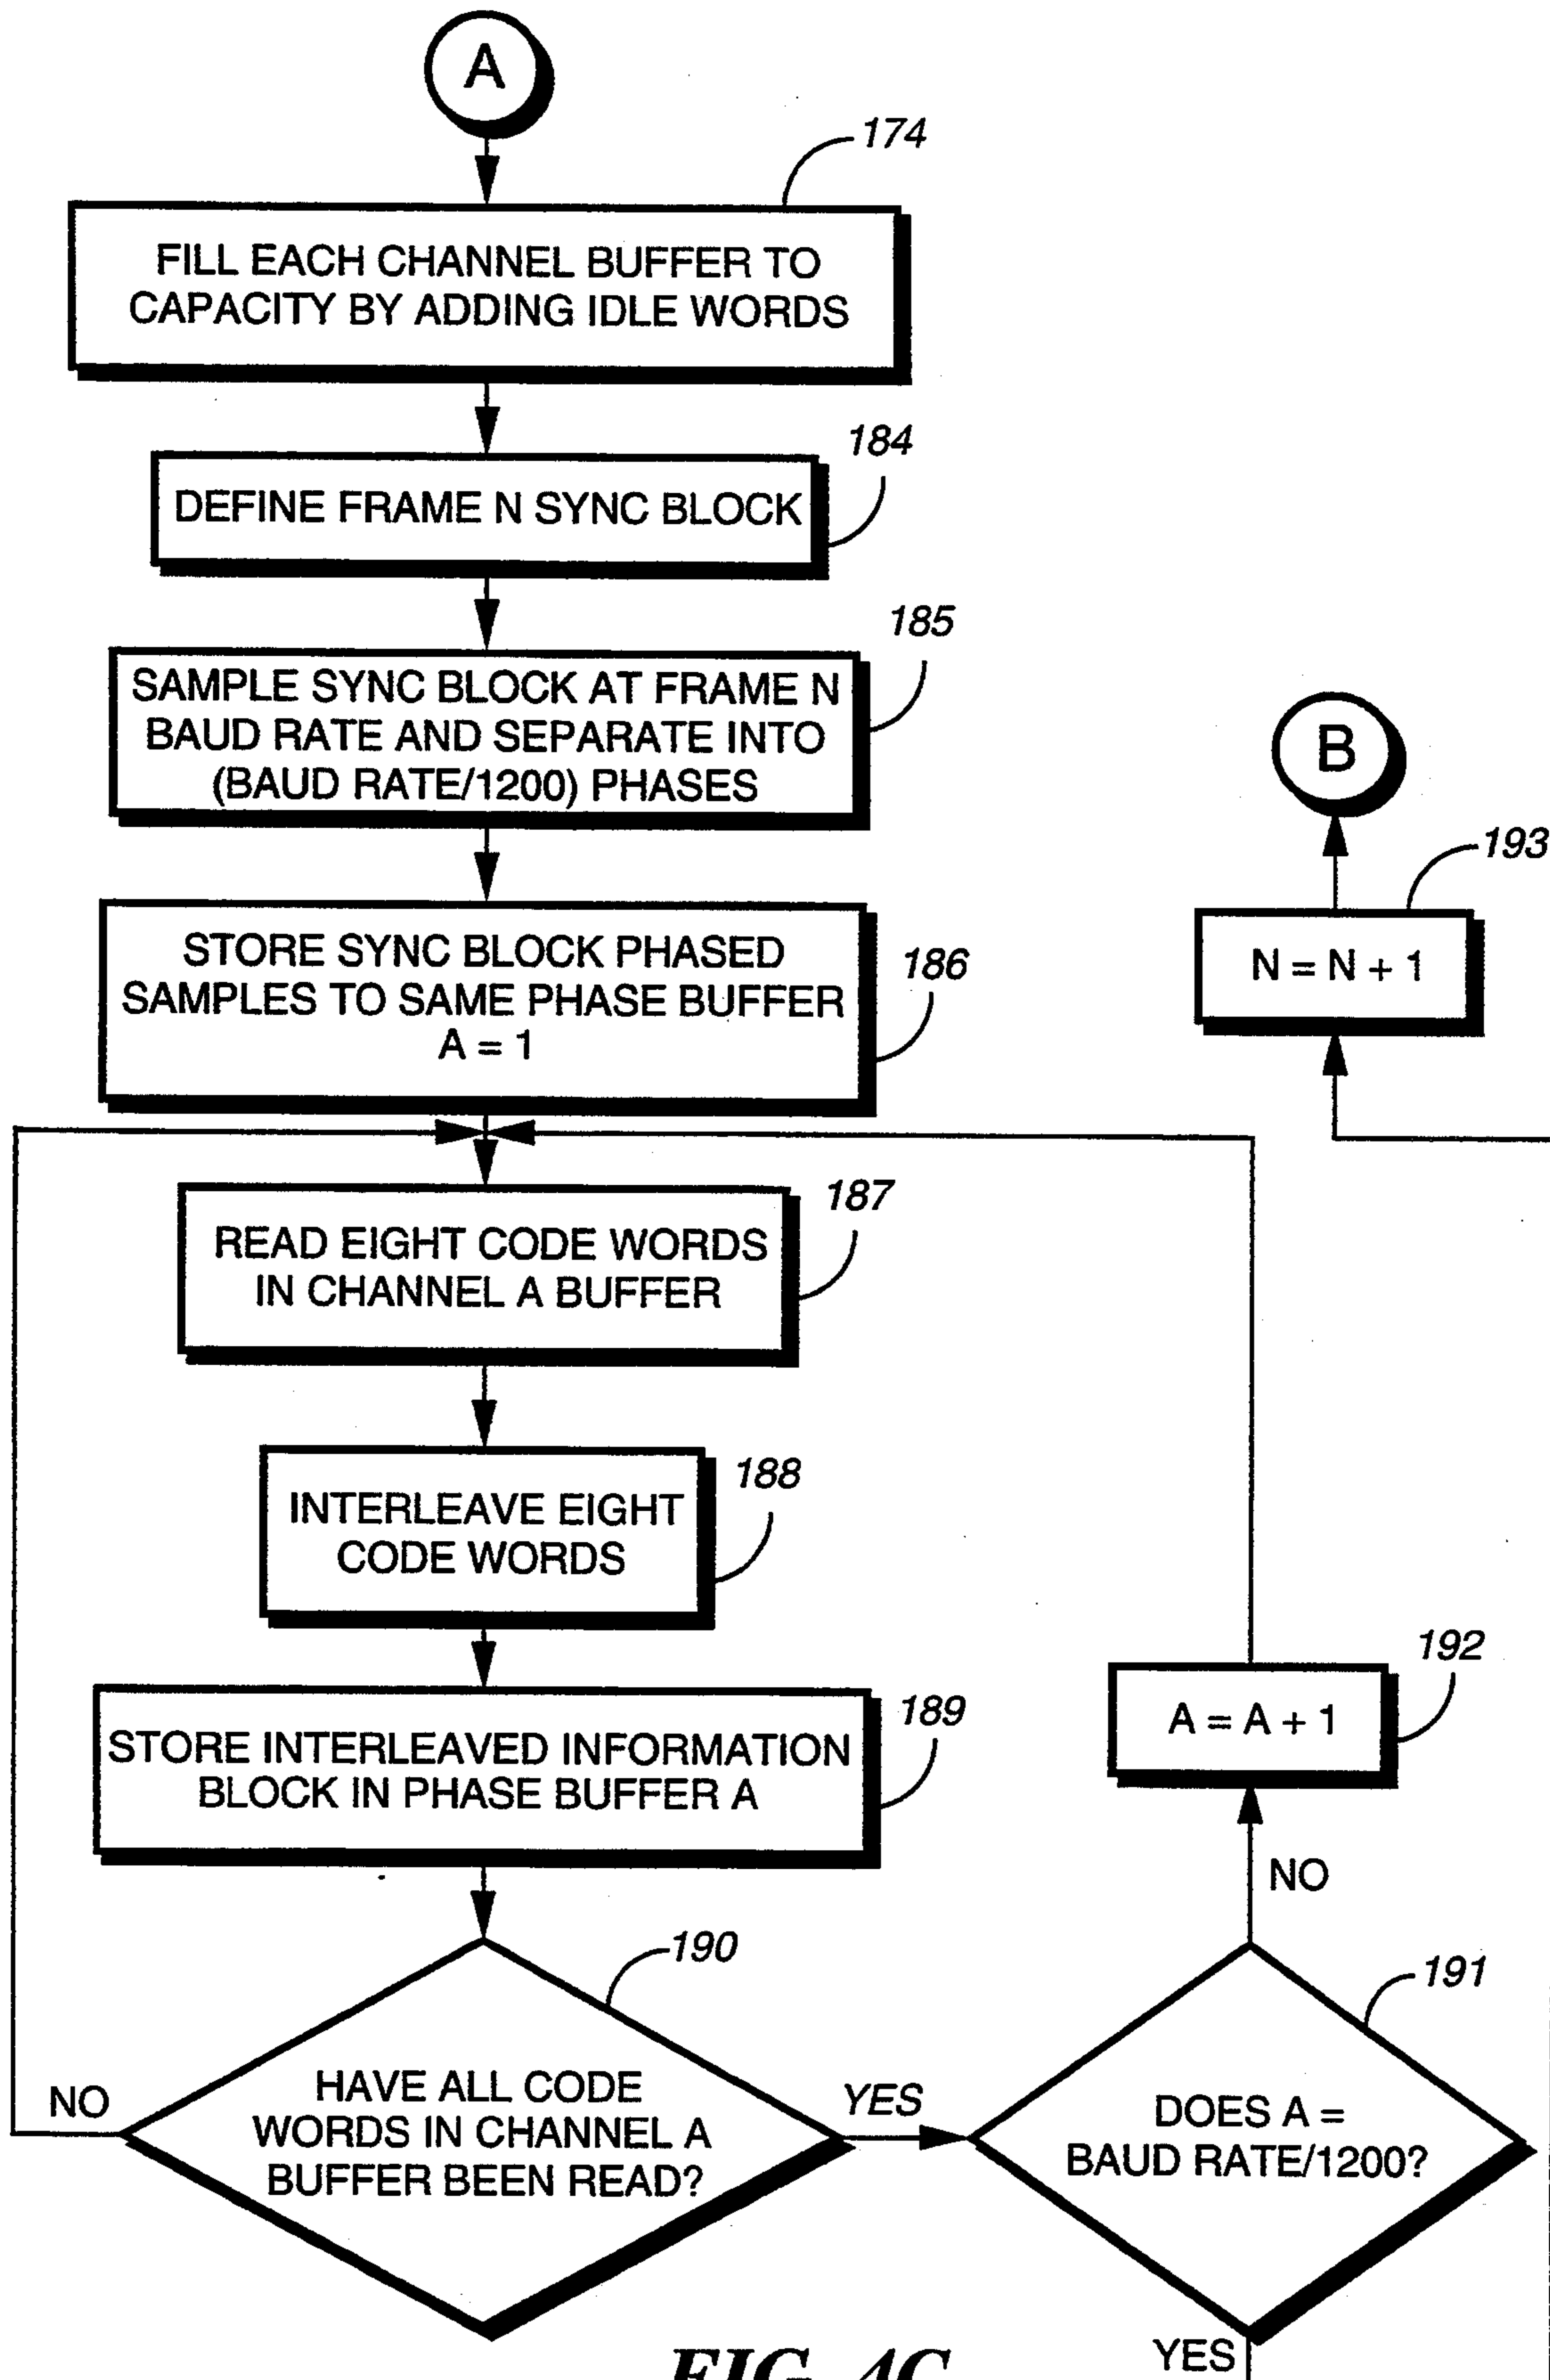 A
174
FILL EACH CHANNEL BUFFER TO
CAPACITY BY ADDING IDLE WORDS
184
DEFINE FRAME N SYNC BLOCK
185
SAMPLE SYNC BLOCK AT FRAME N
BAUD RATE AND SEPARATE INTO
(BAUD RATE/1200) PHASES
186
STORE SYNC BLOCK PHASED
SAMPLES TO SAME PHASE BUFFER
A = 1
187
READ EIGHT CODE WORDS
IN CHANNEL A BUFFER
188
INTERLEAVE EIGHT
CODE WORDS
189
STORE INTERLEAVED INFORMATION
BLOCK IN PHASE BUFFER A
190
HAVE ALL CODE
WORDS IN CHANNEL A
BUFFER BEEN READ?
NO
YES
191
DOES A =
BAUD RATE/1200?
NO
YES
192
A = A + 1
193
N = N + 1
B
FIG. 4C